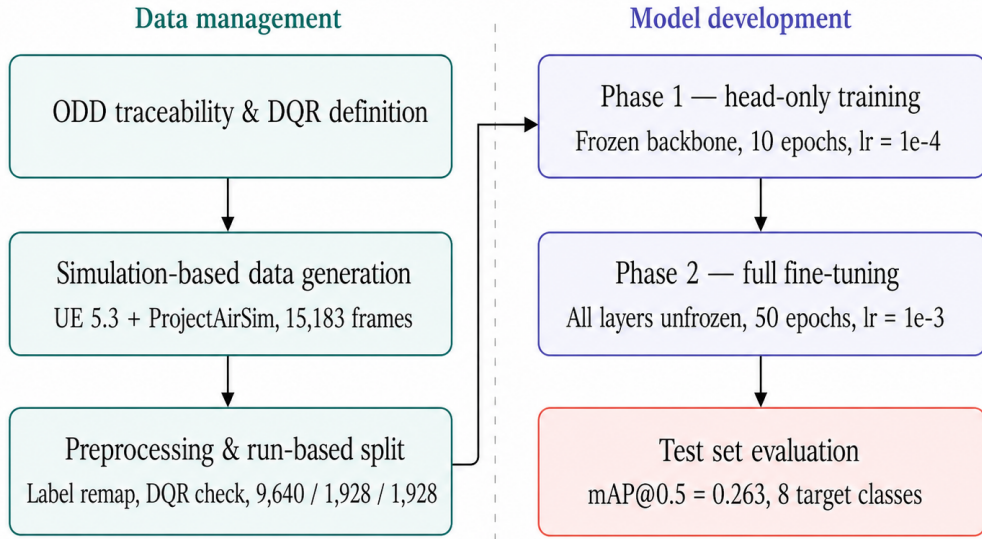 Data management
ODD traceability & DQR definition
Simulation-based data generation
UE 5.3 + ProjectAirSim, 15,183 frames
Preprocessing & run-based split
Label remap, DQR check, 9,640 / 1,928 / 1,928
Model development
Phase 1 — head-only training
Frozen backbone, 10 epochs, lr = 1e-4
Phase 2 — full fine-tuning
All layers unfrozen, 50 epochs, lr = 1e-3
Test set evaluation
mAP@0.5 = 0.263, 8 target classes